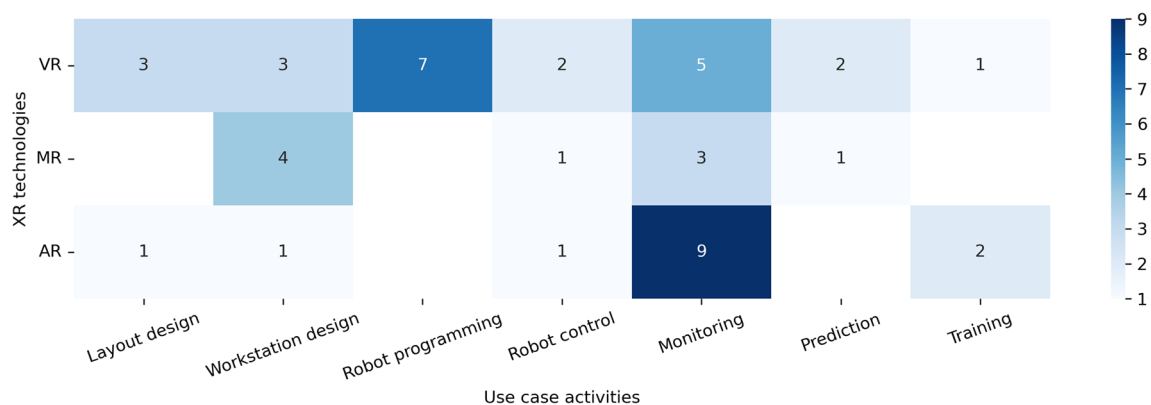 XR technologies
VR
3 3 7 2 5 2 1
MR
4 1 3 1
AR
1 1 1 9 2
Layout design
Workstation design
Robot programming
Robot control
Monitoring
Prediction
Training
Use case activities
9
8
7
6
5
4
3
2
1